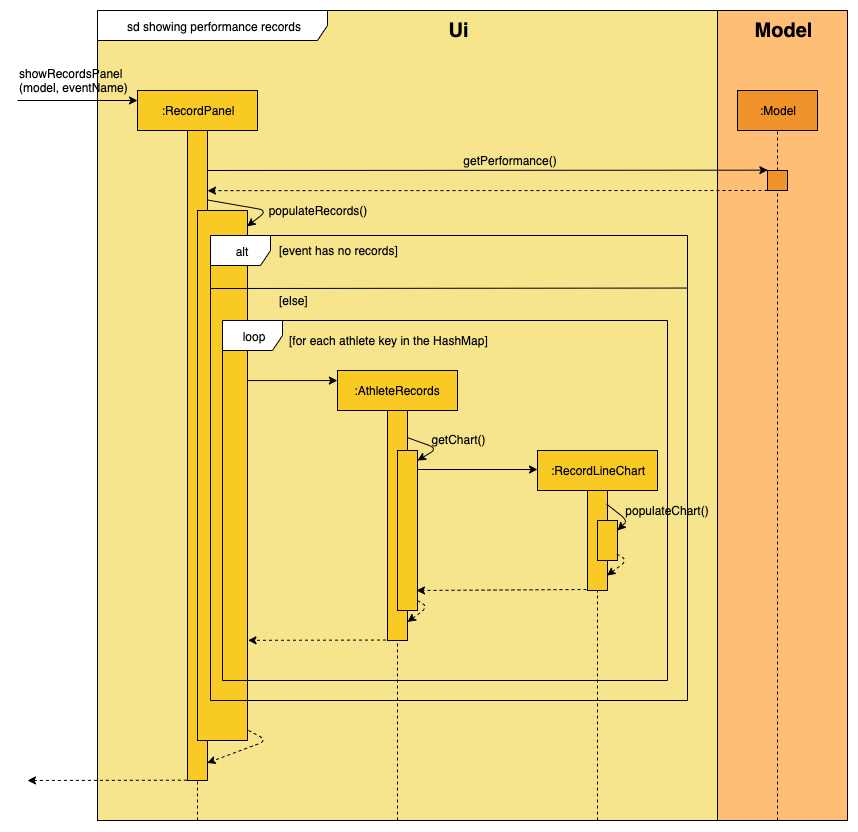 sd showing performance records
Ui
Model
showRecordsPanel
(model, eventName)
:RecordPanel
:Model
getPerformance()
populateRecords()
alt
[event has no records]
[else]
loop
[for each athlete key in the HashMap]
:AthleteRecords
getChart()
:RecordLineChart
populateChart()